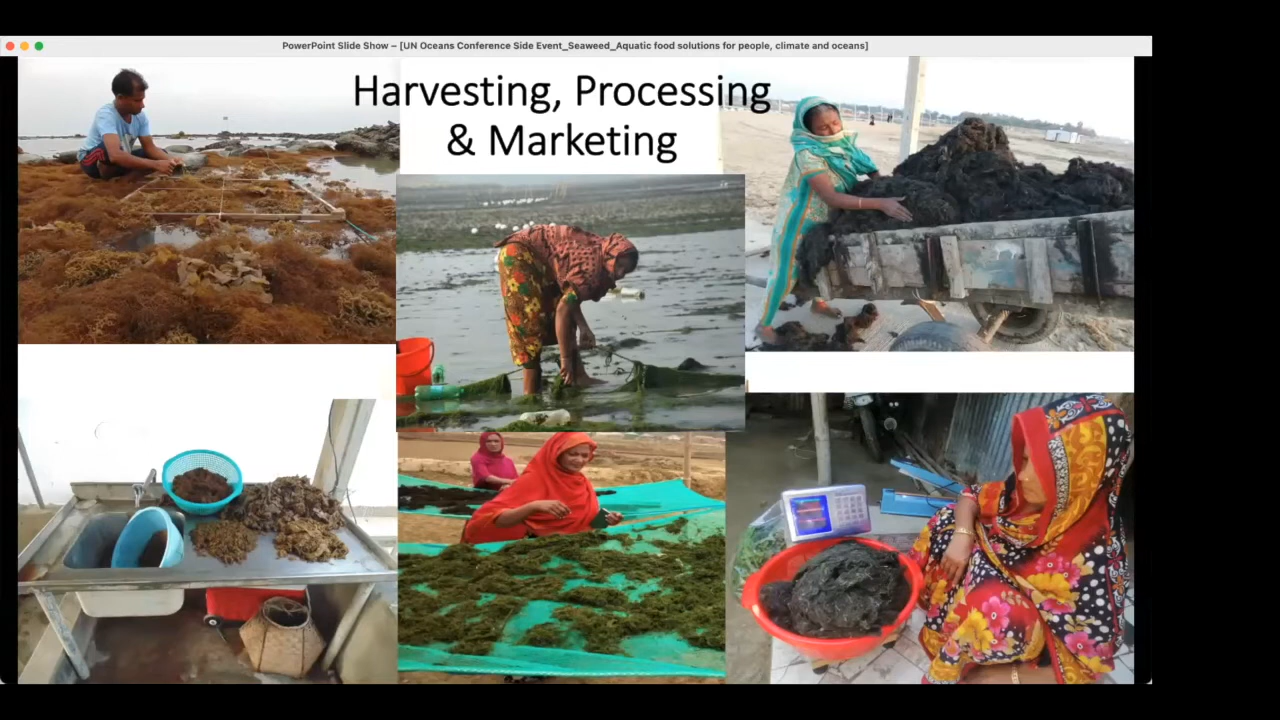 PowerPoint Slide Show – [UN Oceans Conference Side Event_Seaweed_Aquatic food solutions for people, climate and oceans]
Harvesting, Processing
& Marketing